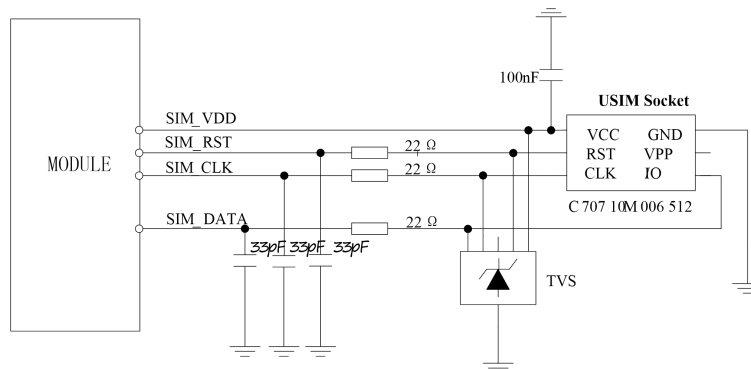 100nF
USIM Socket
SIM_VDD
SIM_RST
SIM_CLK
SIM_DATA
MODULE
22 Ω
22 Ω
22 Ω
VCC GND
RST VPP
CLK IO
C 707 10M 006 512
33pF 33pF 33pF
TVS